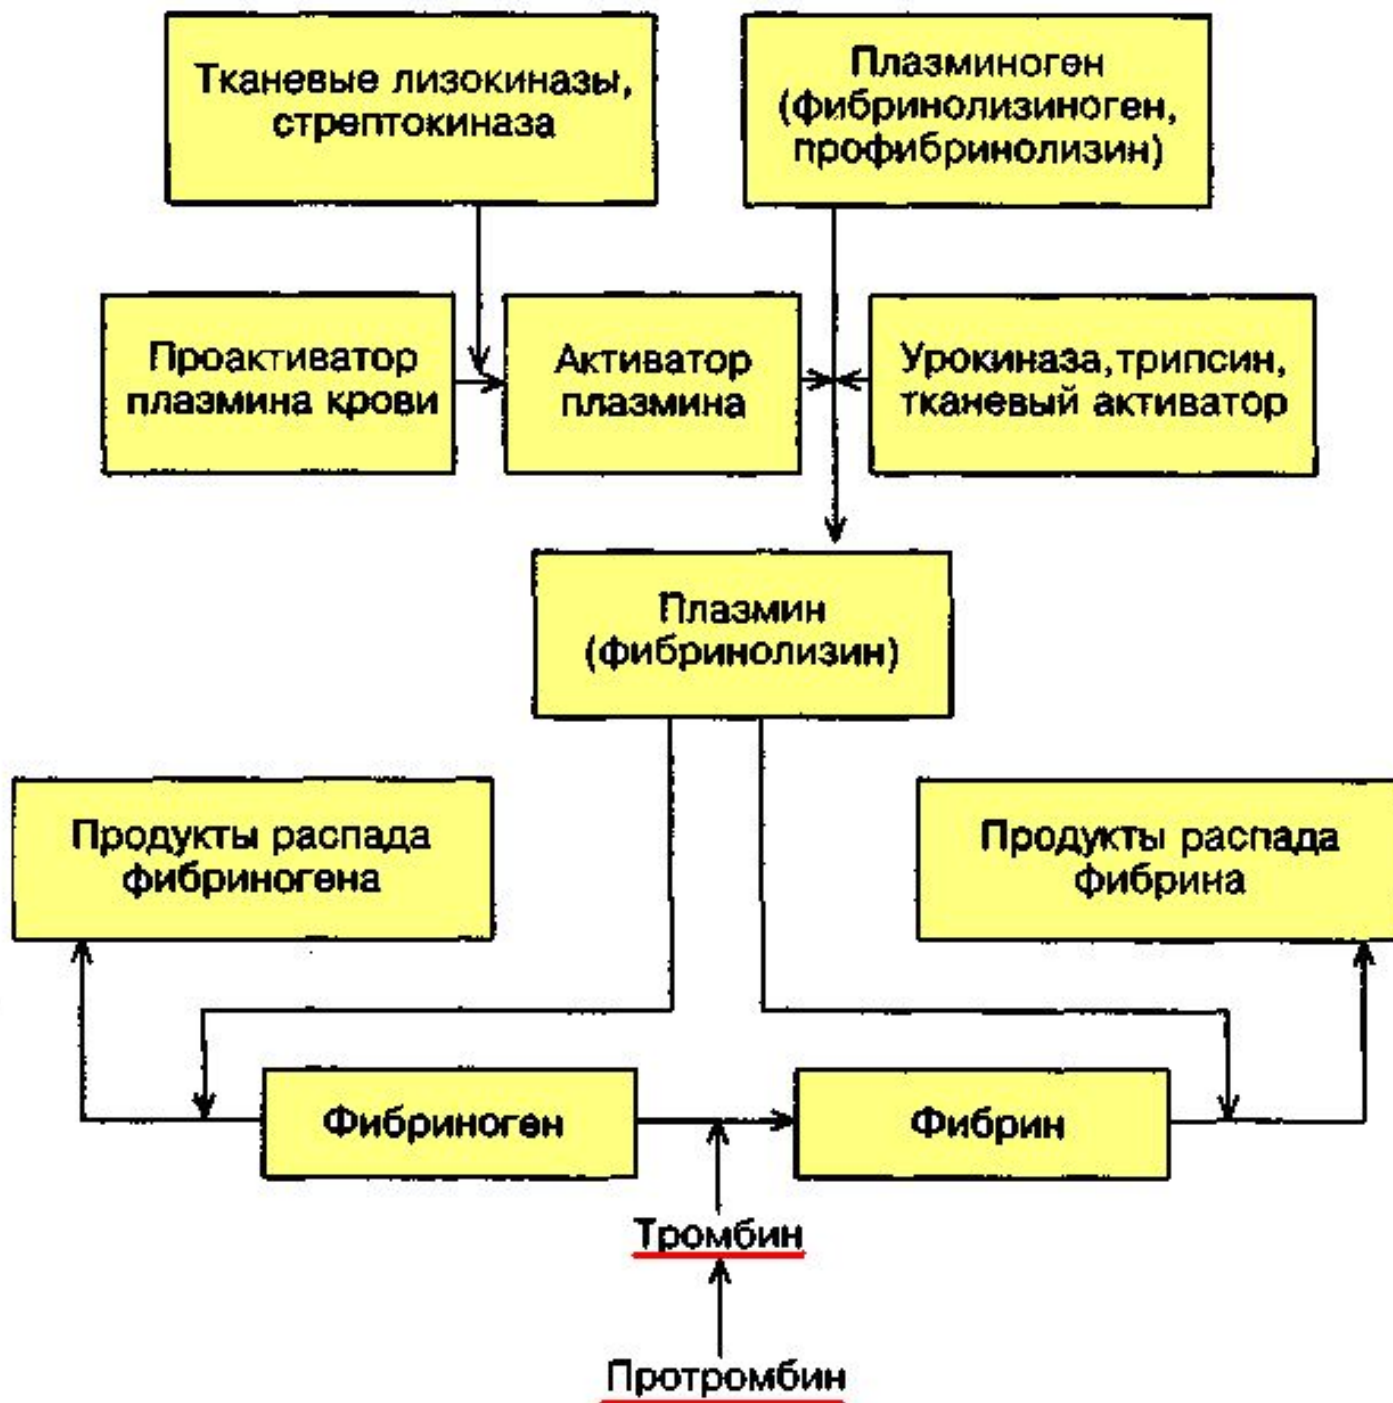 Тканевые лизокиназы,
стрептокиназа
Плазминоген
(фибринолизиноген,
профибринолизин)
Проактиватор
плазмина крови
Активатор
плазмина
Урокиназа, трипсин,
тканевый активатор
Плазмин
(фибринолизин)
Продукты распада
фибриногена
Продукты распада
фибрина
Фибриноген
Фибрин
Тромбин
Протромбин